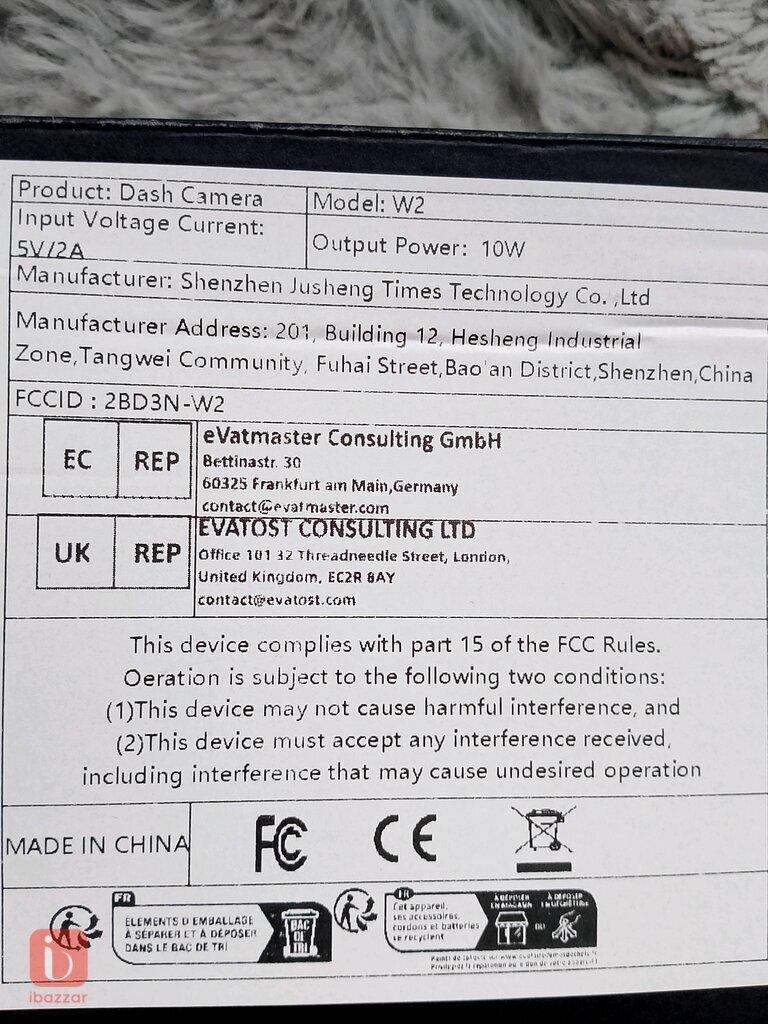 Product: Dash Camera
Model: W2
Input Voltage Current:
5V/2A
Output Power: 10W
Manufacturer: Shenzhen Jusheng Times Technology Co. ,Ltd
Manufacturer Address: 201, Building 12, Hesheng Industrial
Zone,Tangwei Community, Fuhai Street,Bao'an District,Shenzhen,China
FCCID : 2BD3N-W2
EC REP
eVatmaster Consulting GmbH
Bettinastr. 30
60325 Frankfurt am Main,Germany
contact@evatmaster.com
UK REP
EVATOST CONSULTING LTD
Office 101 32 Threadneedle Street, London,
United Kingdom, EC2R 8AY
contact@evatost.com
This device complies with part 15 of the FCC Rules.
Oeration is subject to the following two conditions:
(1)This device may not cause harmful interference, and
(2)This device must accept any interference received,
including interference that may cause undesired operation
MADE IN CHINA
FC CE
FR
ÉLÉMENTS D'EMBALLAGE
À SÉPARER ET À DÉPOSER
DANS LE BAC DE TRI
BAC
DE
TRI
FR
Cet appareil,
ses accessoires,
cordons et batteries
se recyclent
À DÉPOSER
EN MAGASIN
OU
À DÉPOSER
EN DÉCHÈTERIE
ibazzar